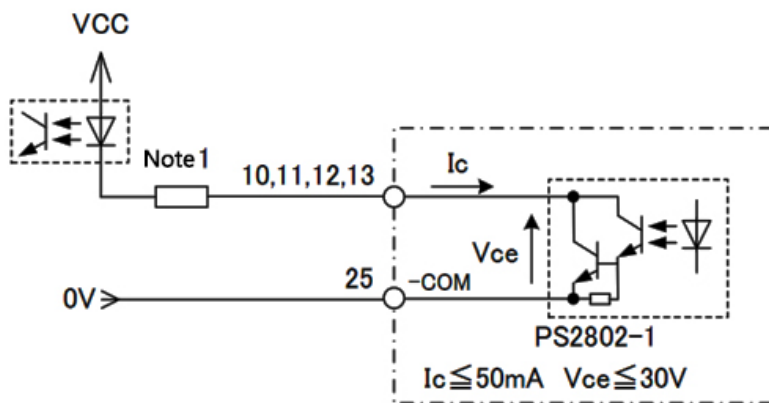 VCC
Note1
10,11,12,13
Ic
Vce
25
-COM
0V
PS2802-1
Ic≦50mA Vce≦30V